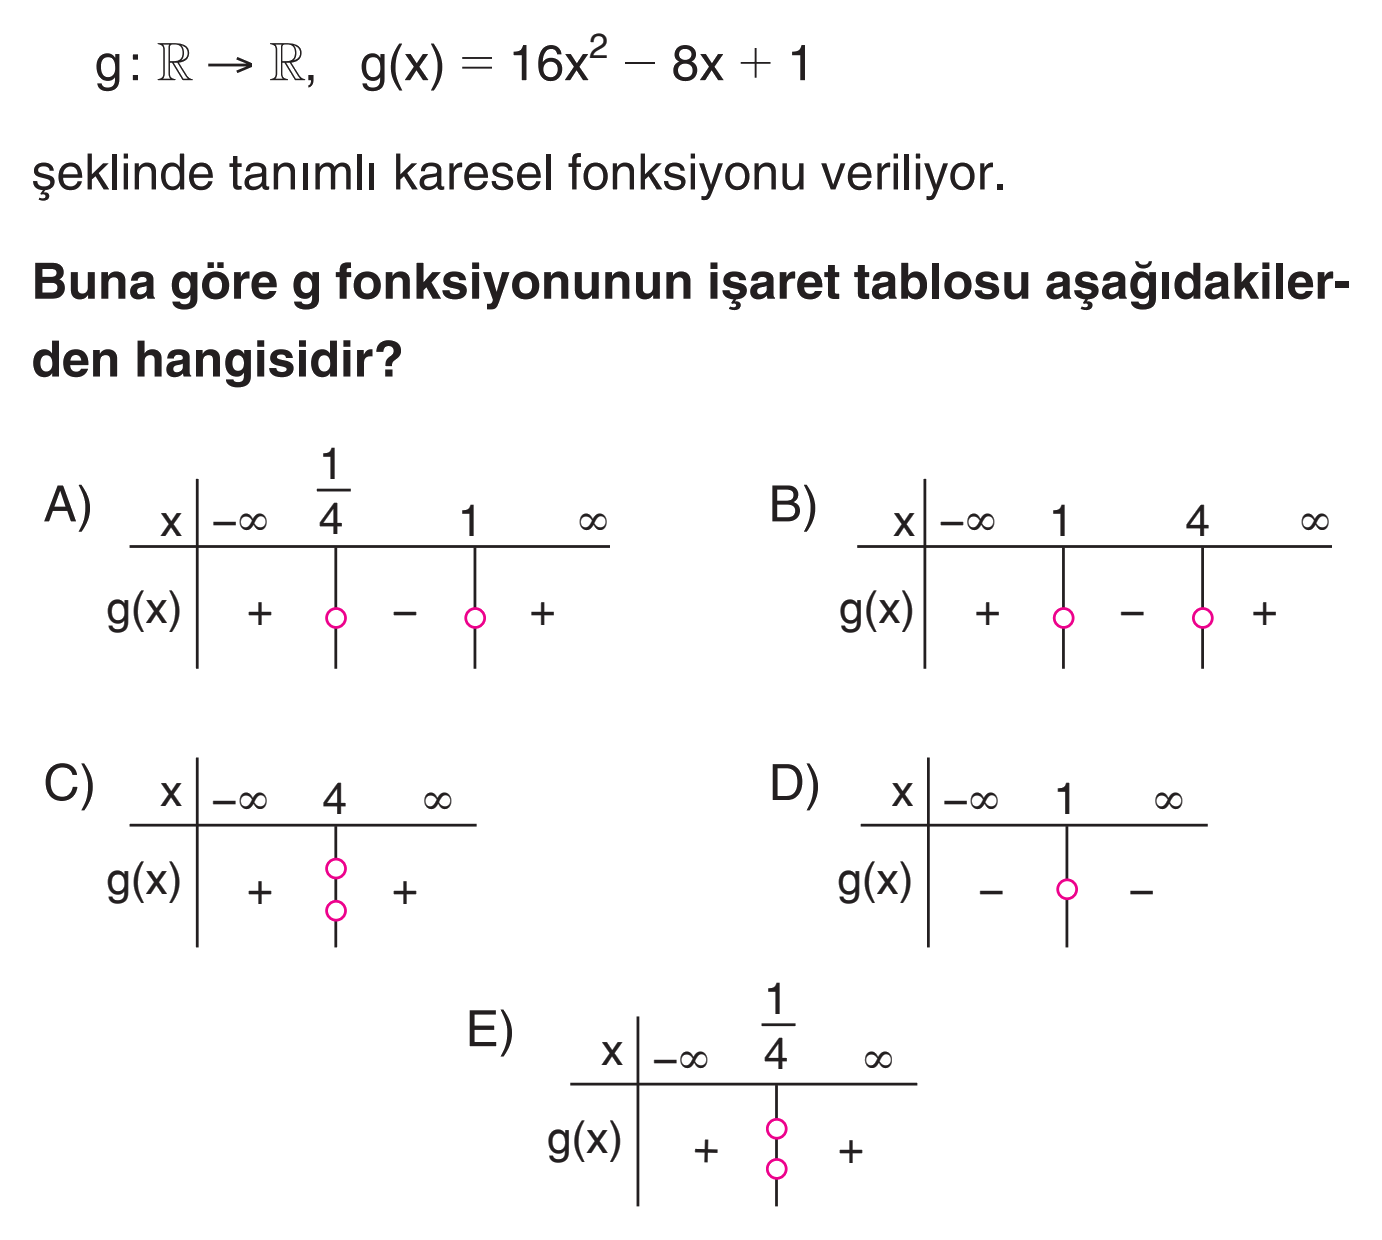 g : ℝ → ℝ, g(x) = 16x² − 8x + 1
şeklinde tanımlı karesel fonksiyonu veriliyor.
Buna göre g fonksiyonunun işaret tablosu aşağıdakiler-
den hangisidir?
A) x −∞ 1/4 1 ∞
g(x) + − +
B) x −∞ 1 4 ∞
g(x) + − +
C) x −∞ 4 ∞
g(x) + +
D) x −∞ 1 ∞
g(x) − −
E) x −∞ 1/4 ∞
g(x) + +